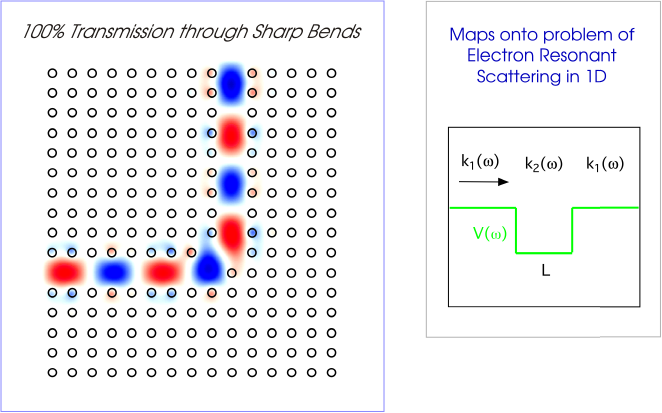 100% Transmission through Sharp Bends
Maps onto problem of
Electron Resonant
Scattering in 1D
k₁(ω) k₂(ω) k₁(ω)
V(ω)
L